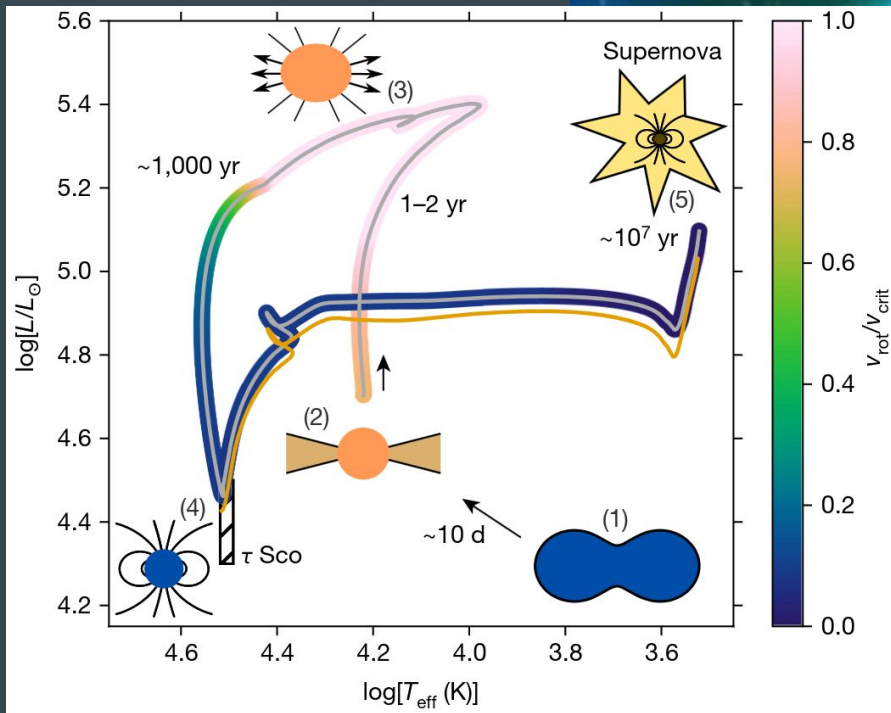 5.6
5.4
5.2
5.0
4.8
4.6
4.4
4.2
log[L/L☉]
4.6
4.4
4.2
4.0
3.8
3.6
log[T_eff (K)]
(3)
~1,000 yr
1–2 yr
Supernova
(5)
~10⁷ yr
(2)
(4)
τ Sco
~10 d
(1)
1.0
0.8
0.6
0.4
0.2
0.0
v_rot/v_crit